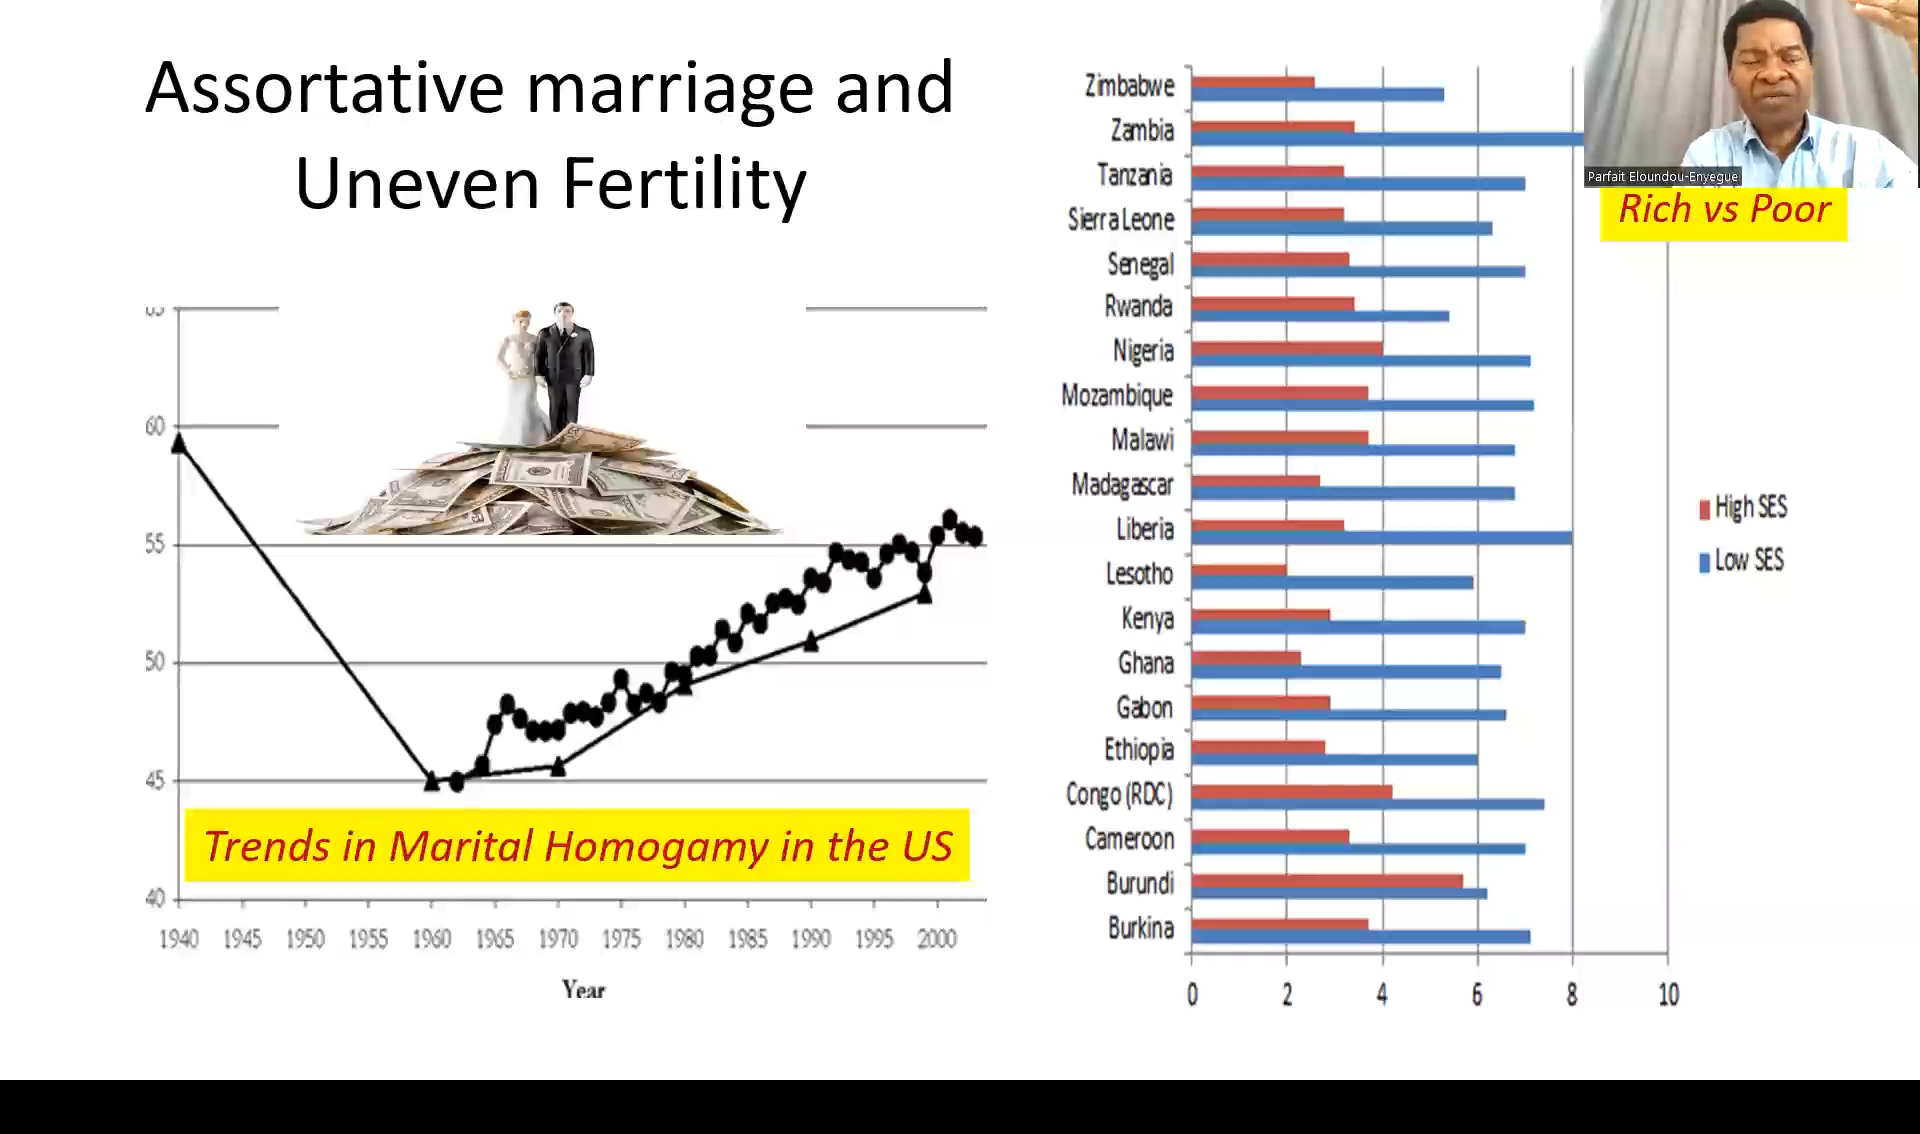 Assortative marriage and
Uneven Fertility
60
55
50
45
40
1940 1945 1950 1955 1960 1965 1970 1975 1980 1985 1990 1995 2000
Year
Trends in Marital Homogamy in the US
Zimbabwe
Zambia
Tanzania
Sierra Leone
Senegal
Rwanda
Nigeria
Mozambique
Malawi
Madagascar
Liberia
Lesotho
Kenya
Ghana
Gabon
Ethiopia
Congo (RDC)
Cameroon
Burundi
Burkina
0 2 4 6 8 10
High SES
Low SES
Parfait Eloundou-Enyegue
Rich vs Poor